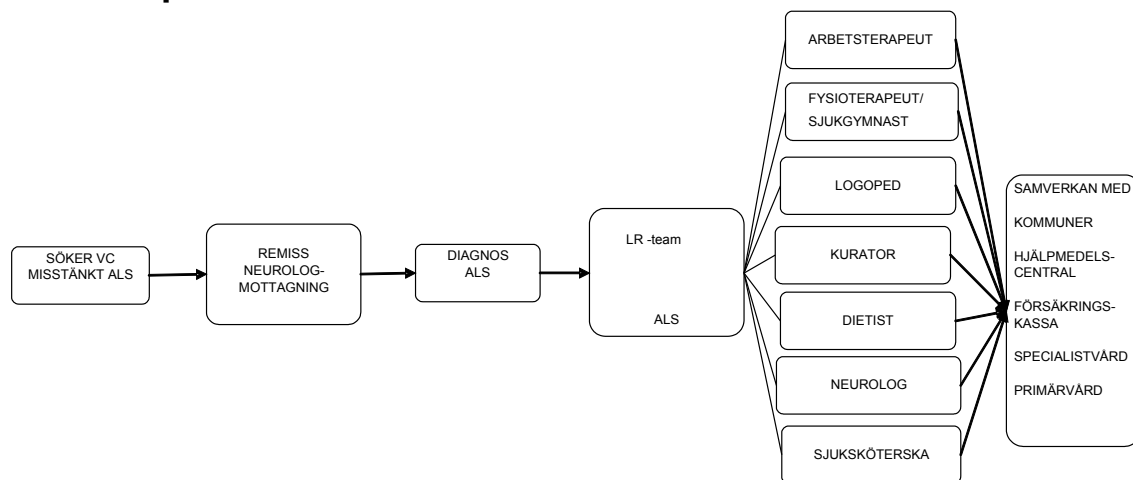 SÖKER VC
MISSTÄNKT ALS
REMISS
NEUROLOG-
MOTTAGNING
DIAGNOS
ALS
LR -team
ALS
ARBETSTERAPEUT
FYSIOTERAPEUT/
SJUKGYMNAST
LOGOPED
KURATOR
DIETIST
NEUROLOG
SJUKSKÖTERSKA
SAMVERKAN MED
KOMMUNER
HJÄLPMEDELS-
CENTRAL
FÖRSÄKRINGS-
KASSA
SPECIALISTVÅRD
PRIMÄRVÅRD